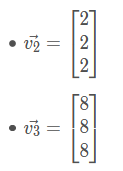 • v₂⃗ = [2
2
2]
• v₃⃗ = [8
8
8]